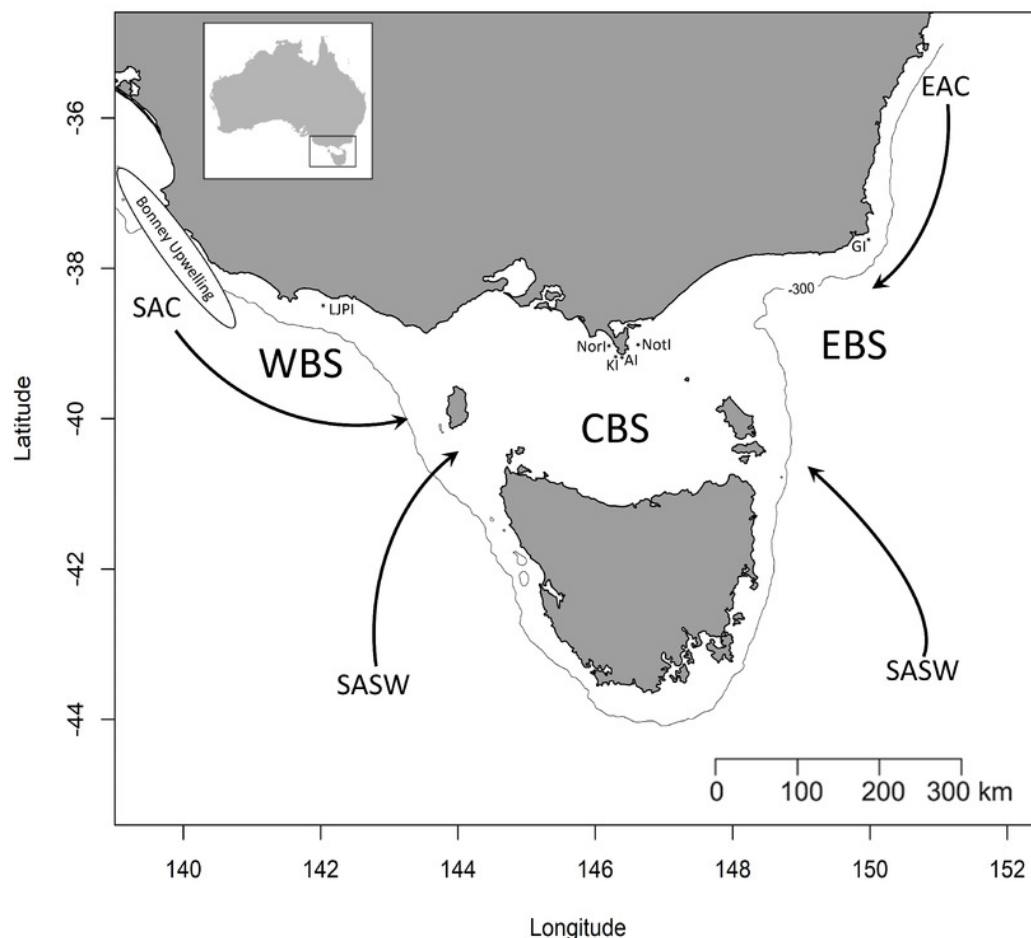 EAC
-36
Bonney Upwelling
GI
-38
-300
SAC
LJPI
WBS
EBS
NorI
NotI
KI
AI
-40
CBS
Latitude
-42
SASW
SASW
-44
0 100 200 300 km
140 142 144 146 148 150 152
Longitude